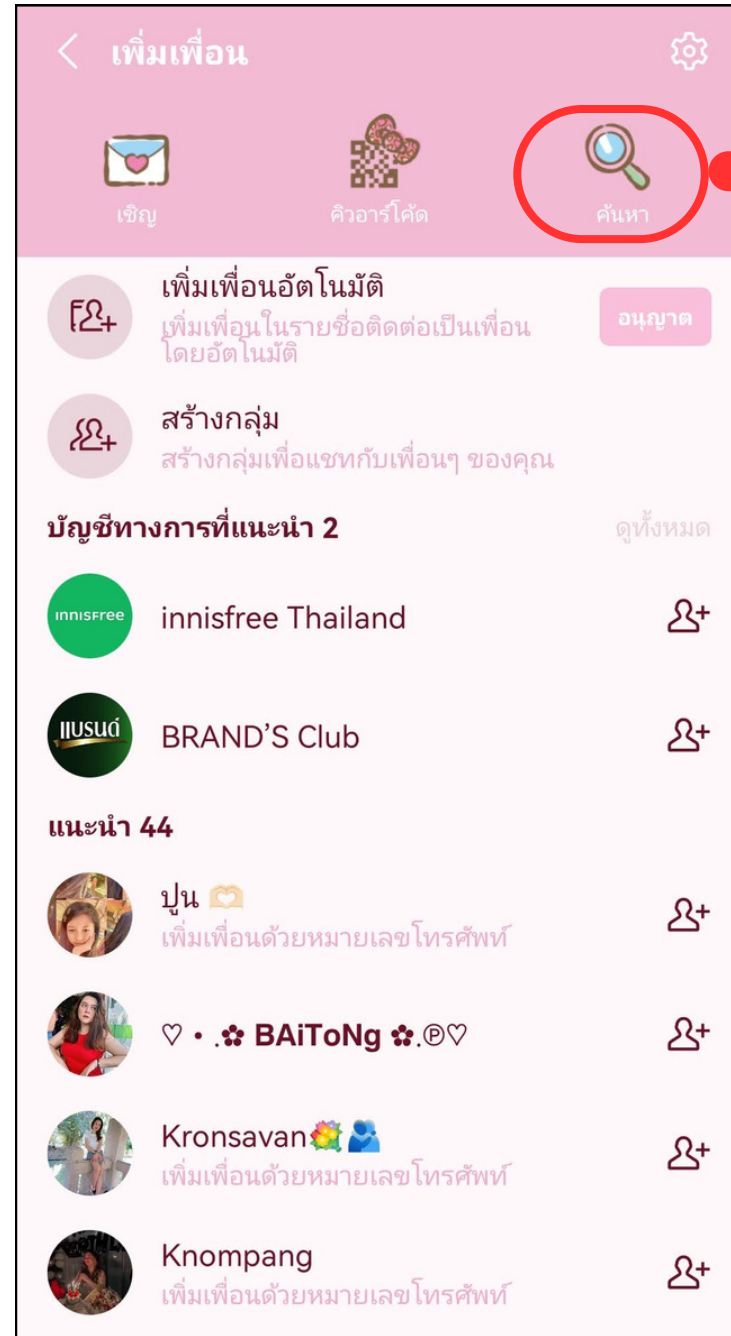 เพิ่มเพื่อน
เชิญ
คิวอาร์โค้ด
ค้นหา
เพิ่มเพื่อนอัตโนมัติ
เพิ่มเพื่อนในรายชื่อติดต่อเป็นเพื่อน
โดยอัตโนมัติ
อนุญาต
สร้างกลุ่ม
สร้างกลุ่มเพื่อแชทกับเพื่อนๆ ของคุณ
บัญชีทางการที่แนะนำ 2
ดูทั้งหมด
innisfree
innisfree Thailand
แบรนด์
BRAND’S Club
แนะนำ 44
ปูน 🫶🏻
เพิ่มเพื่อนด้วยหมายเลขโทรศัพท์
♡ • .✿ BAiToNg ✿.℗♡
Kronsavan💐🫂
เพิ่มเพื่อนด้วยหมายเลขโทรศัพท์
Knompang
เพิ่มเพื่อนด้วยหมายเลขโทรศัพท์